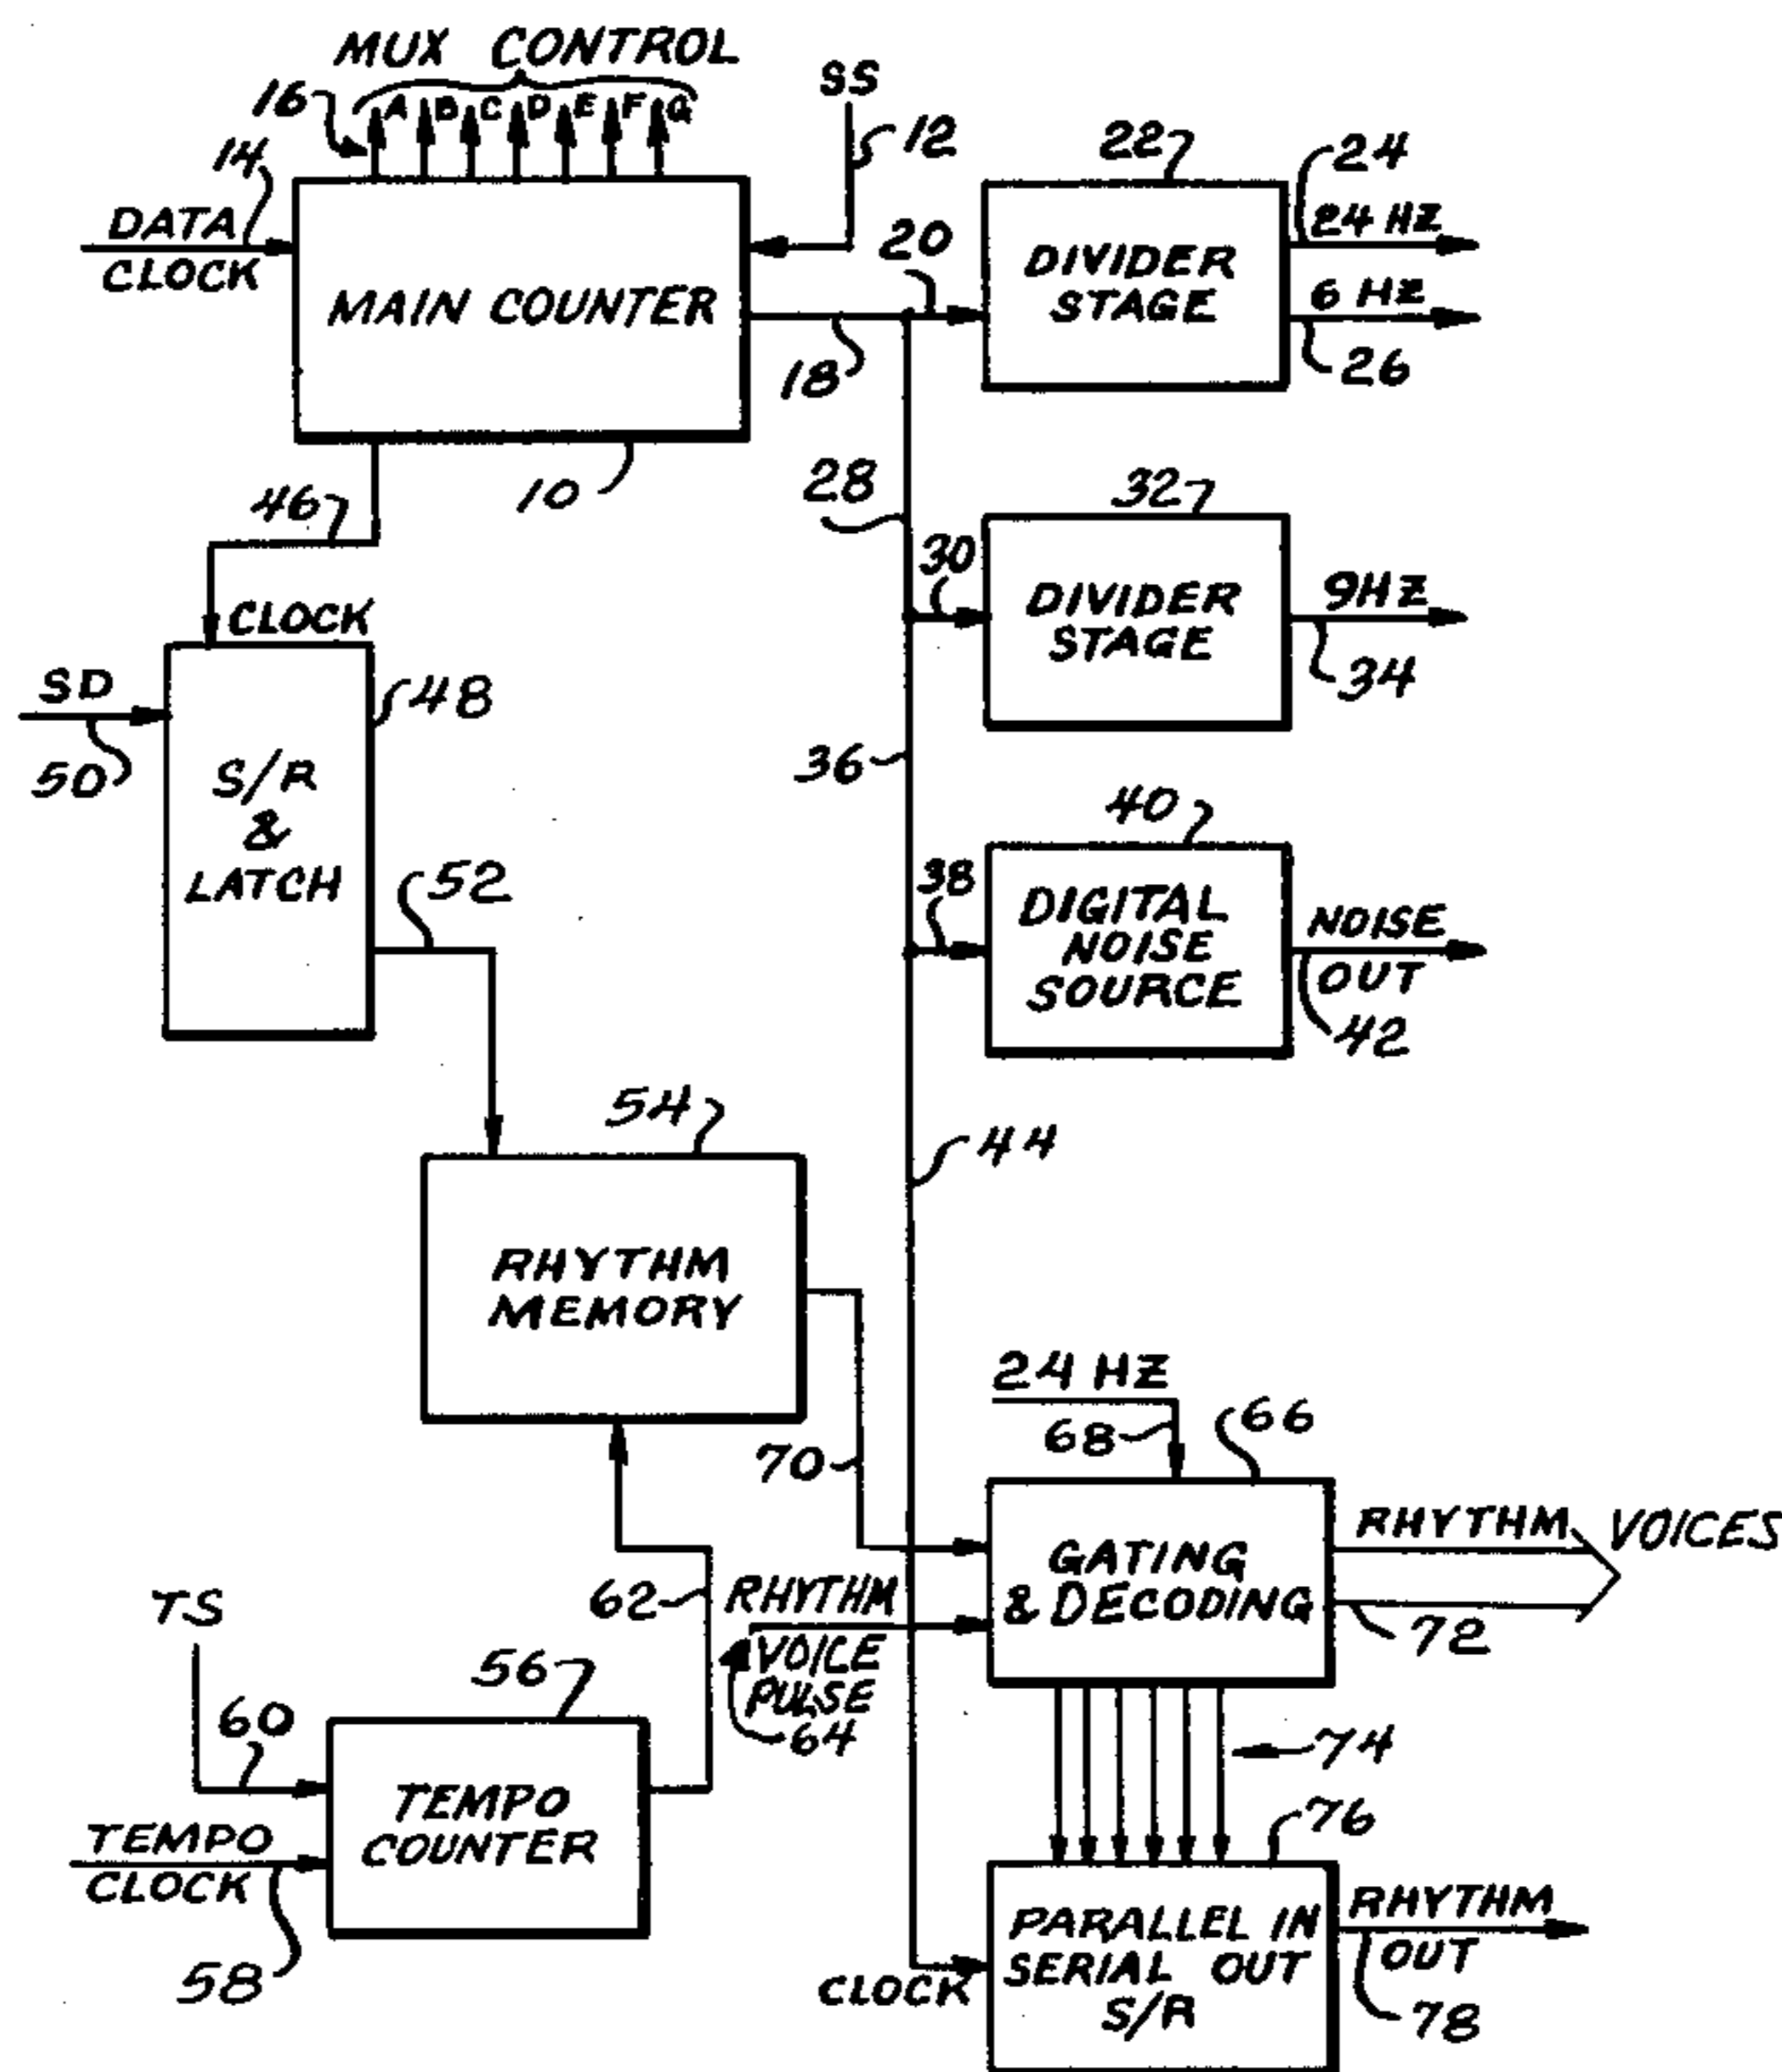 MUX CONTROL
16 A B C D E F G
SS
14
12
22
24
DATA
CLOCK
20
24 HZ
MAIN COUNTER
DIVIDER
STAGE
6 HZ
18
26
10
46
28
32
30
CLOCK
DIVIDER
STAGE
9HZ
34
SD
48
50
S/R
&
LATCH
36
40
52
38
DIGITAL
NOISE
SOURCE
NOISE
OUT
42
54
44
RHYTHM
MEMORY
24 HZ
68
66
70
GATING
& DECODING
RHYTHM VOICES
72
TS
62
RHYTHM
VOICE
PULSE
64
56
60
74
TEMPO
COUNTER
TEMPO
CLOCK
58
76
PARALLEL IN
SERIAL OUT
S/R
CLOCK
RHYTHM
OUT
78